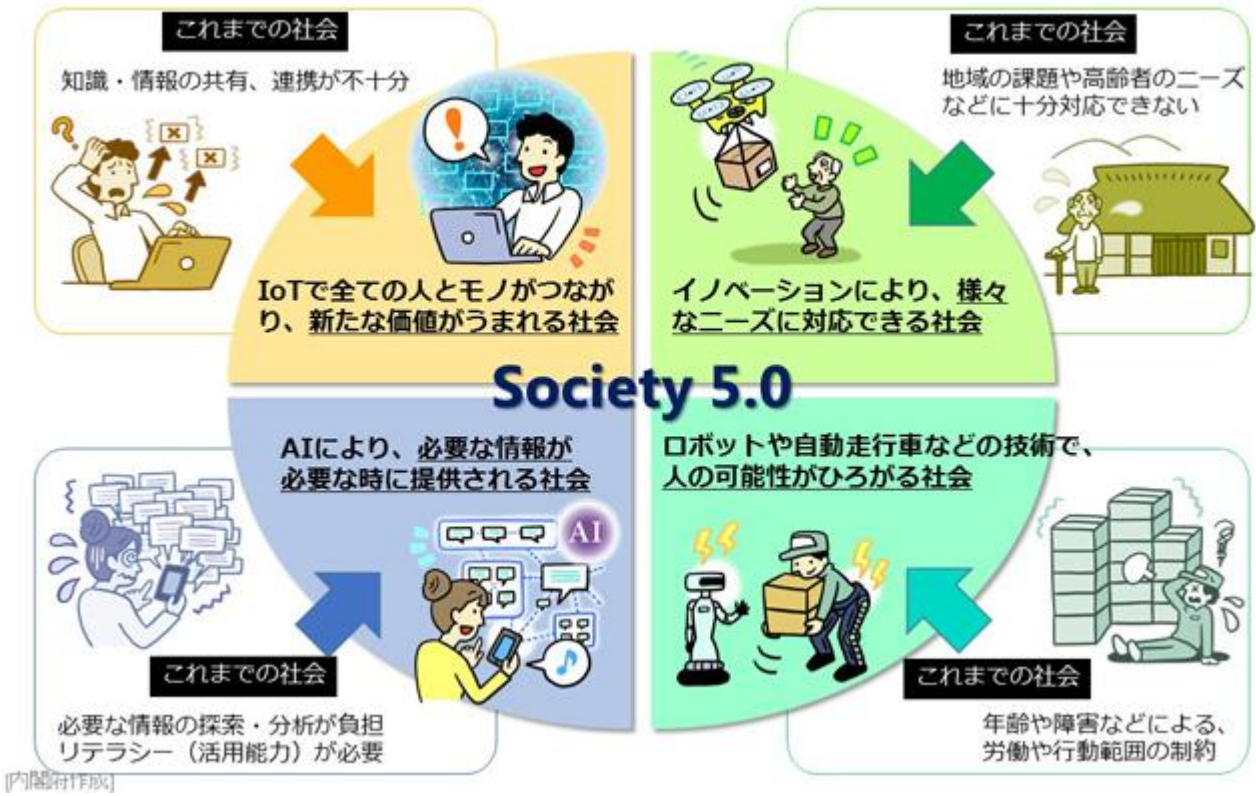 これまでの社会
知識・情報の共有、連携が不十分
IoTで全ての人とモノがつなが
り、新たな価値がうまれる社会
これまでの社会
地域の課題や高齢者のニーズ
などに十分対応できない
イノベーションにより、様々
なニーズに対応できる社会
Society 5.0
AIにより、必要な情報が
必要な時に提供される社会
AI
これまでの社会
必要な情報の探索・分析が負担
リテラシー（活用能力）が必要
ロボットや自動走行車などの技術で、
人の可能性がひろがる社会
これまでの社会
年齢や障害などによる、
労働や行動範囲の制約
[内閣府作成]